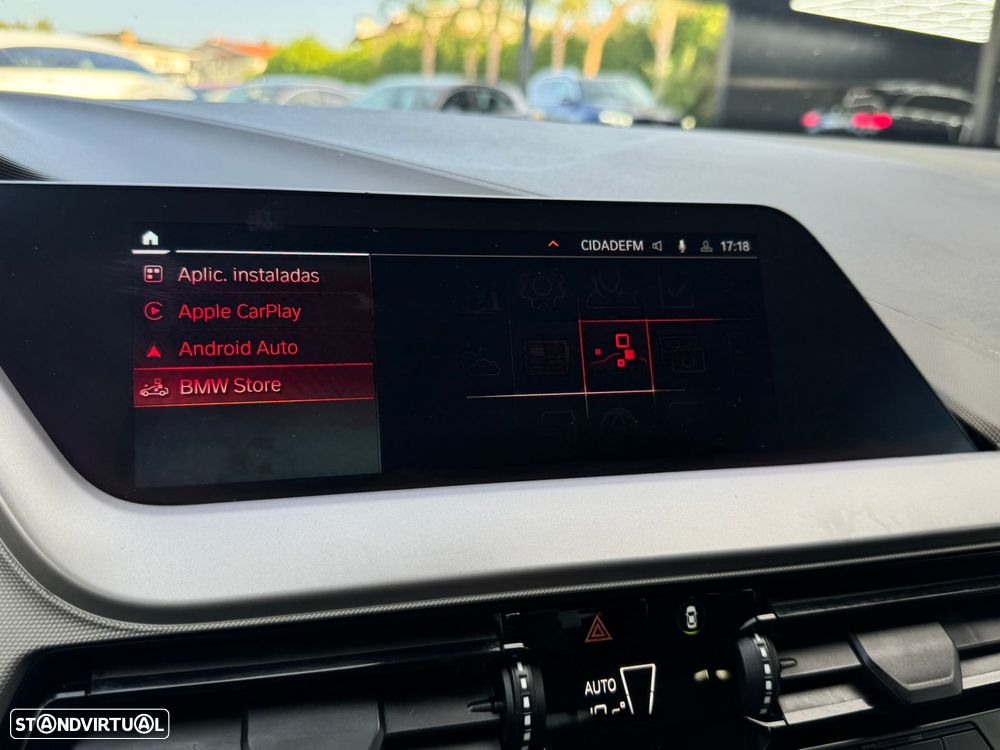 CIDADEFM 17:18
Aplic. instaladas
Apple CarPlay
Android Auto
BMW Store
AUTO
STANDVIRTUAL